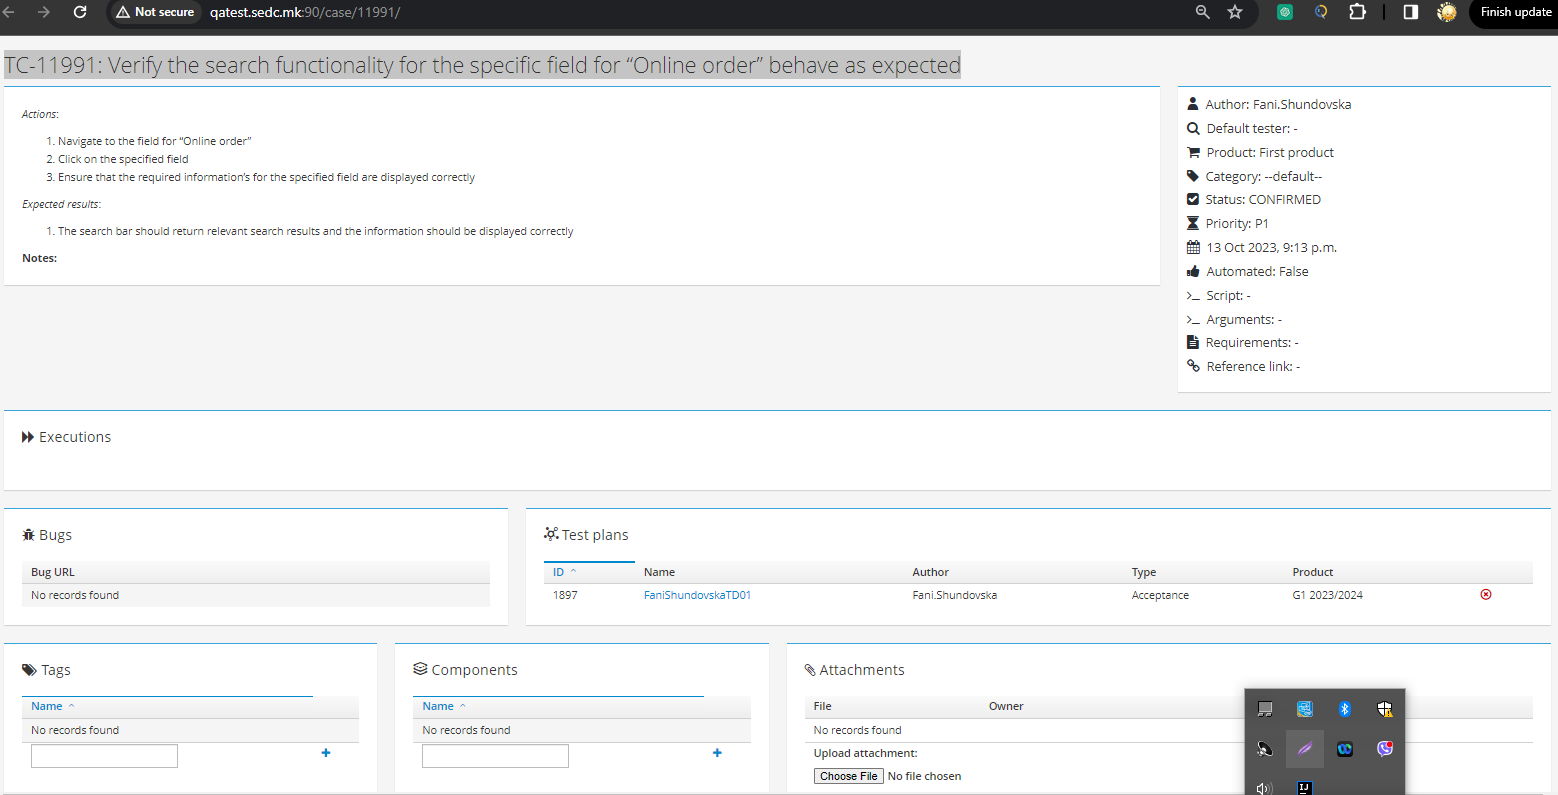 Not secure
qatest.sedc.mk:90/case/11991/
Finish update
TC-11991: Verify the search functionality for the specific field for “Online order” behave as expected
Actions:
1. Navigate to the field for “Online order”
2. Click on the specified field
3. Ensure that the required information’s for the specified field are displayed correctly
Expected results:
1. The search bar should return relevant search results and the information should be displayed correctly
Notes:
Author: Fani.Shundovska
Default tester: -
Product: First product
Category: --default--
Status: CONFIRMED
Priority: P1
13 Oct 2023, 9:13 p.m.
Automated: False
Script: -
Arguments: -
Requirements: -
Reference link: -
Executions
Bugs
Bug URL
No records found
Test plans
ID Name Author Type Product
1897 FaniShundovskaTD01 Fani.Shundovska Acceptance G1 2023/2024
Tags
Name
No records found
Components
Name
No records found
Attachments
File Owner
No records found
Upload attachment:
Choose File No file chosen
IJ